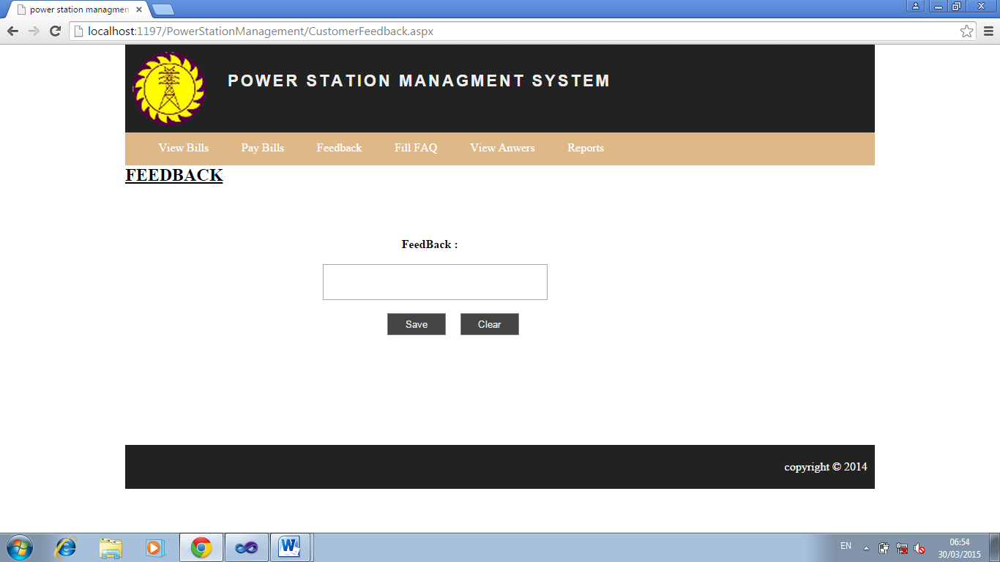 power station managmen
localhost:1197/PowerStationManagement/CustomerFeedback.aspx
POWER STATION MANAGMENT SYSTEM
View Bills Pay Bills Feedback Fill FAQ View Anwers Reports
FEEDBACK
FeedBack :
Save Clear
copyright © 2014
EN
06:54
30/03/2015